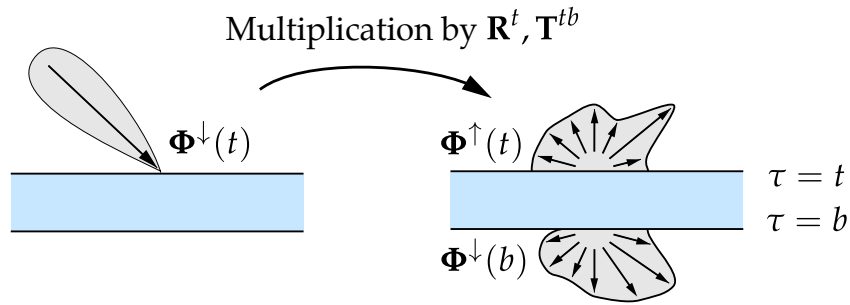 Multiplication by R^t, T^tb
Φ↓(t)
Φ↑(t)
τ = t
τ = b
Φ↓(b)